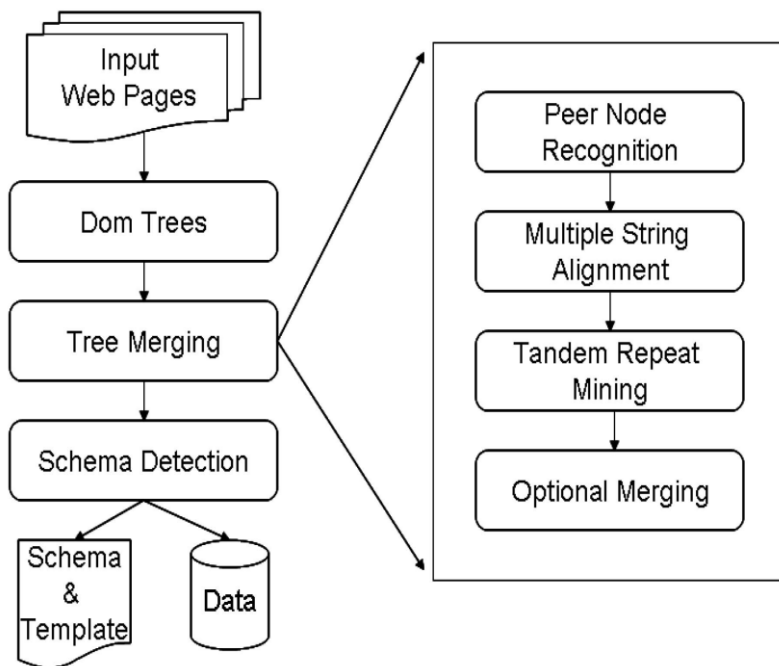 Input
Web Pages
Dom Trees
Tree Merging
Schema Detection
Schema
&
Template
Data
Peer Node
Recognition
Multiple String
Alignment
Tandem Repeat
Mining
Optional Merging